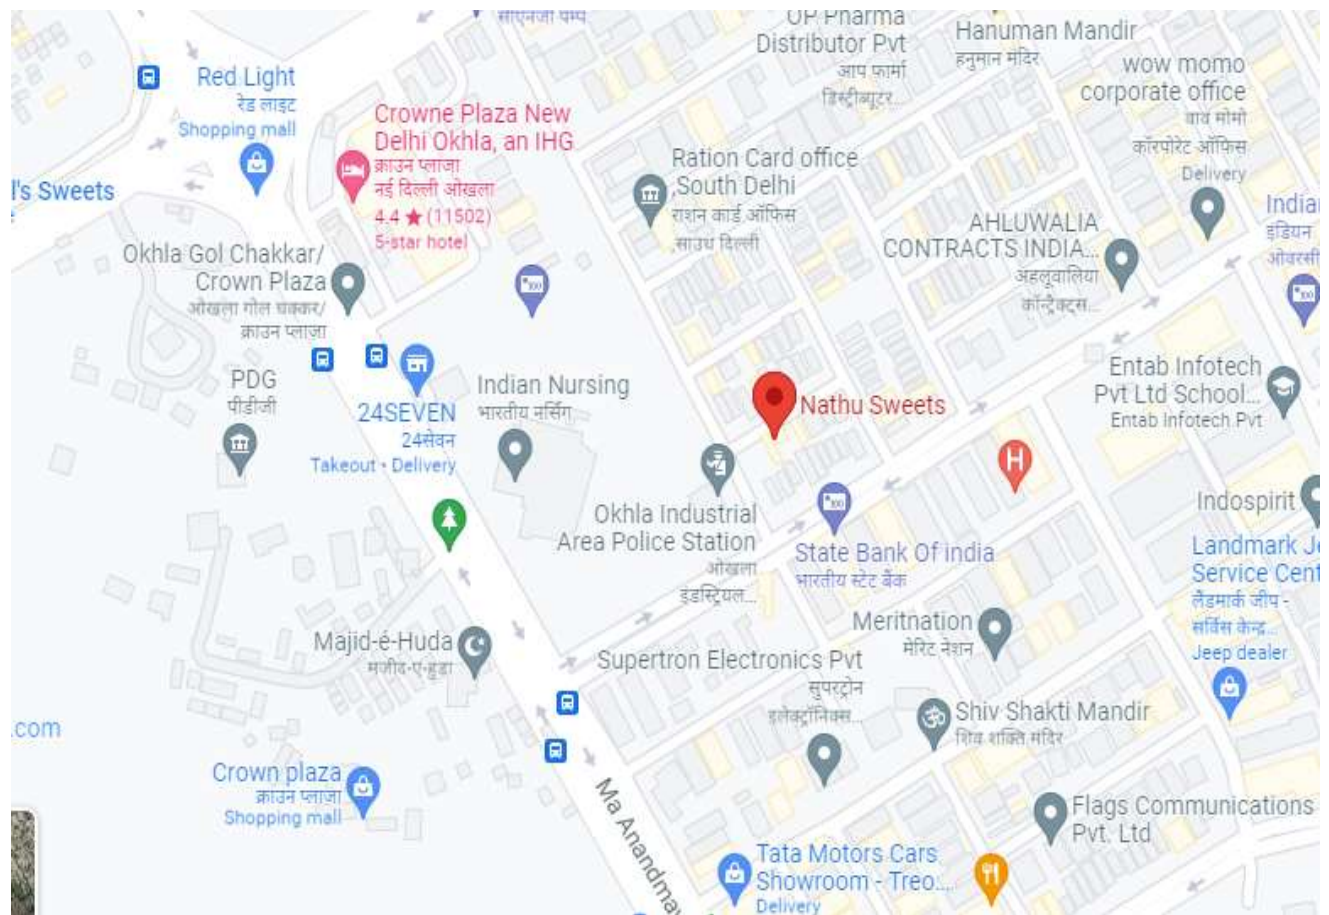 सीएनजी पम्प
OP Pharma
Distributor Pvt
आप फार्मा
डिस्ट्रीब्यूटर...
Hanuman Mandir
हनुमान मंदिर
wow momo
corporate office
वाव मोमो
कॉरपोरेट ऑफिस
Delivery
Red Light
रेड लाइट
Shopping mall
Crowne Plaza New
Delhi Okhla, an IHG
क्राउन प्लाजा
नई दिल्ली ओखला
4.4 ★ (11502)
5-star hotel
Ration Card office
,South Delhi
राशन कार्ड ऑफिस
,साउथ दिल्ली
l's Sweets
AHLUWALIA
CONTRACTS INDIA...
अहलूवालिया
कॉन्ट्रैक्ट्स...
Indian
इंडियन
ओवरसी
Okhla Gol Chakkar/
Crown Plaza
ओखला गोल चक्कर/
क्राउन प्लाज़ा
PDG
पीडीजी
24SEVEN
24सेवन
Takeout • Delivery
Indian Nursing
भारतीय नर्सिंग
Nathu Sweets
Entab Infotech
Pvt Ltd School...
Entab Infotech Pvt
H
Okhla Industrial
Area Police Station
ओखला
इंडस्ट्रियल...
State Bank Of india
भारतीय स्टेट बैंक
Indospirit
Landmark Je
Service Cent
लैंडमार्क जीप -
सर्विस केन्द्र...
Jeep dealer
Majid-é-Huda
मजीद-ए-हुडा
Meritnation
मेरिट नेशन
Supertron Electronics Pvt
सुपरट्रोन
इलेक्ट्रॉनिक्स...
Shiv Shakti Mandir
शिव शक्ति मंदिर
.com
Crown plaza
क्राउन प्लाजा
Shopping mall
Ma Anandmay
Flags Communications
Pvt. Ltd
Tata Motors Cars
Showroom - Treo...
Delivery